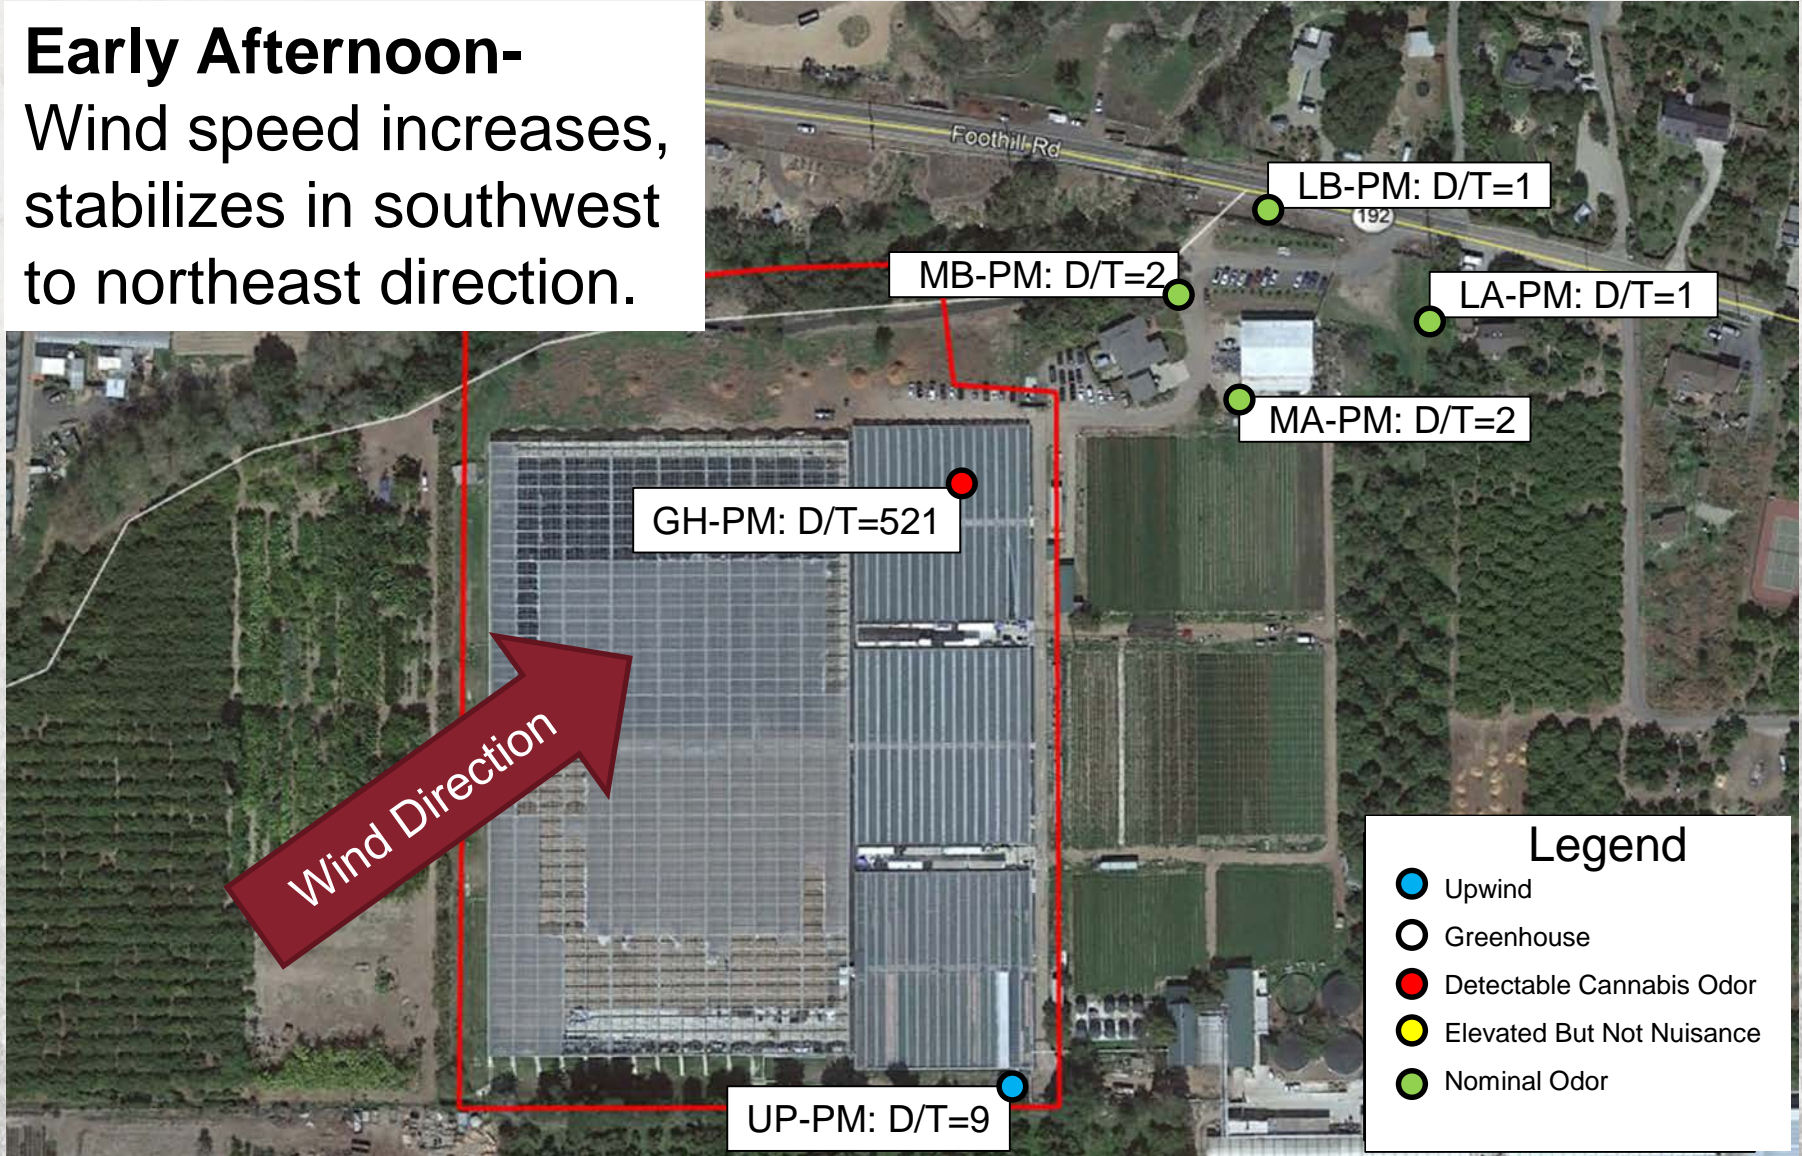 Early Afternoon-
Wind speed increases,
stabilizes in southwest
to northeast direction.
Foothill Rd
LB-PM: D/T=1
192
MB-PM: D/T=2
LA-PM: D/T=1
MA-PM: D/T=2
GH-PM: D/T=521
Wind Direction
UP-PM: D/T=9
Legend
Upwind
Greenhouse
Detectable Cannabis Odor
Elevated But Not Nuisance
Nominal Odor